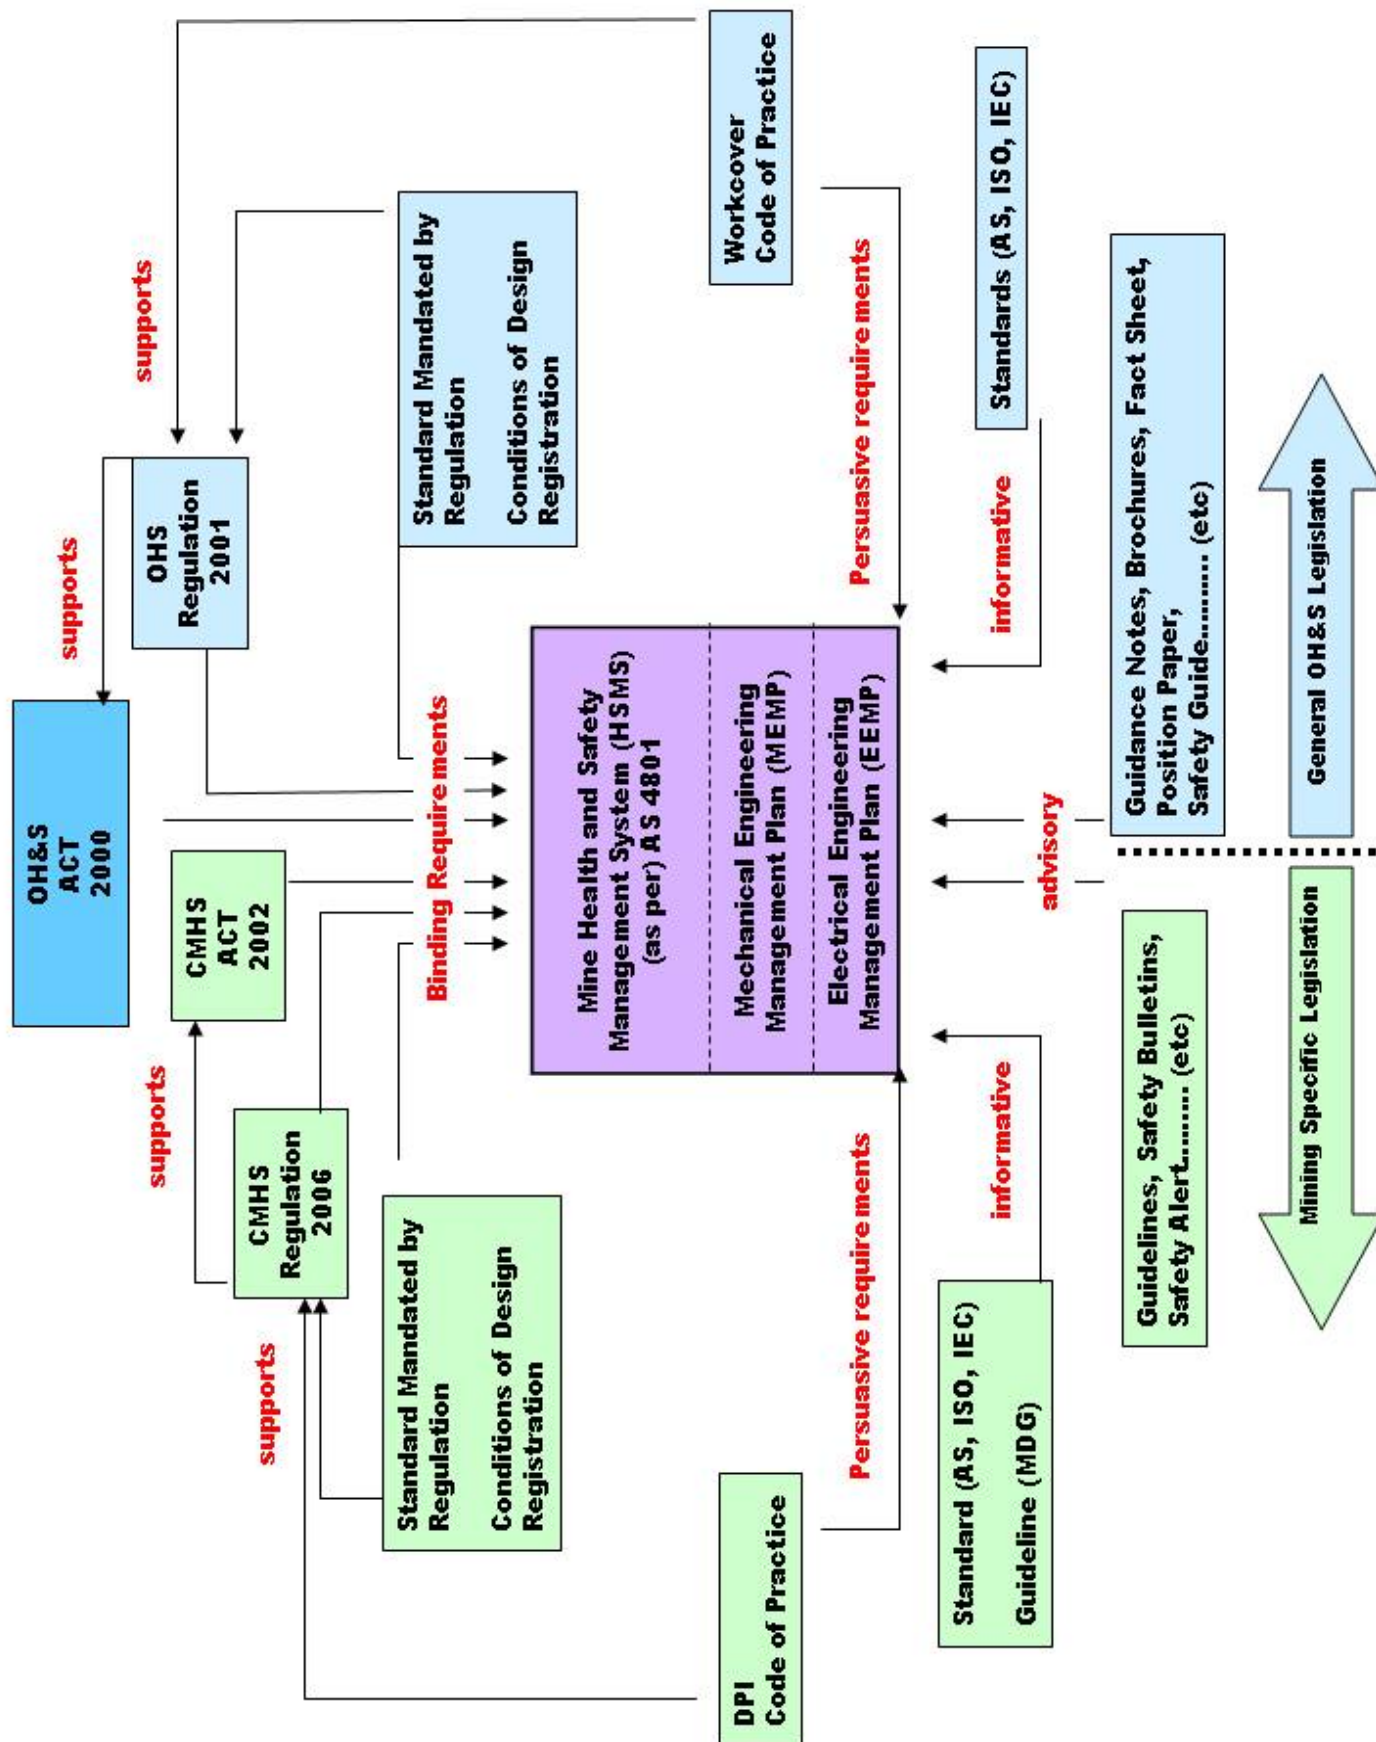 OH&S
ACT
2000
supports
OHS
Regulation
2001
supports
CMHS
ACT
2002
supports
CMHS
Regulation
2006
supports
Standard Mandated by
Regulation
Conditions of Design
Registration
Standard Mandated by
Regulation
Conditions of Design
Registration
Binding Requirements
Mine Health and Safety
Management System (HSMS)
(as per) AS 4801
Mechanical Engineering
Management Plan (MEMP)
Electrical Engineering
Management Plan (EEMP)
DPI
Code of Practice
Workcover
Code of Practice
Persuasive requirements
Persuasive requirements
Standard (AS, ISO, IEC)
Guideline (MDG)
informative
informative
Standards (AS, ISO, IEC)
advisory
Guidelines, Safety Bulletins,
Safety Alert......... (etc)
Guidance Notes, Brochures, Fact Sheet,
Position Paper,
Safety Guide.......... (etc)
Mining Specific Legislation
General OH&S Legislation